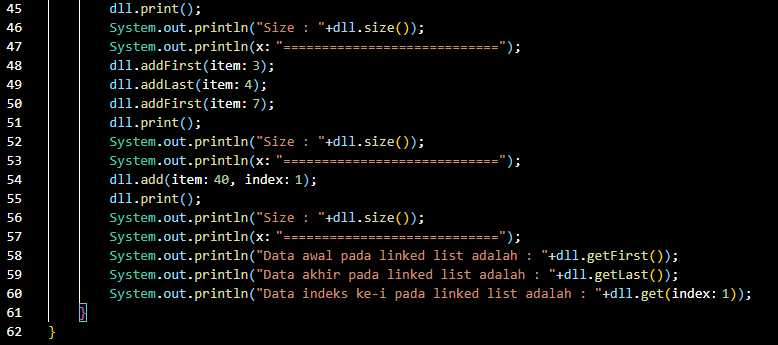 45 dll.print();
46 System.out.println("Size : "+dll.size());
47 System.out.println(x: "============================");
48 dll.addFirst(item: 3);
49 dll.addLast(item: 4);
50 dll.addFirst(item: 7);
51 dll.print();
52 System.out.println("Size : "+dll.size());
53 System.out.println(x: "============================");
54 dll.add(item: 40, index: 1);
55 dll.print();
56 System.out.println("Size : "+dll.size());
57 System.out.println(x: "============================");
58 System.out.println("Data awal pada linked list adalah : "+dll.getFirst());
59 System.out.println("Data akhir pada linked list adalah : "+dll.getLast());
60 System.out.println("Data indeks ke-i pada linked list adalah : "+dll.get(index: 1));
61 }
62 }